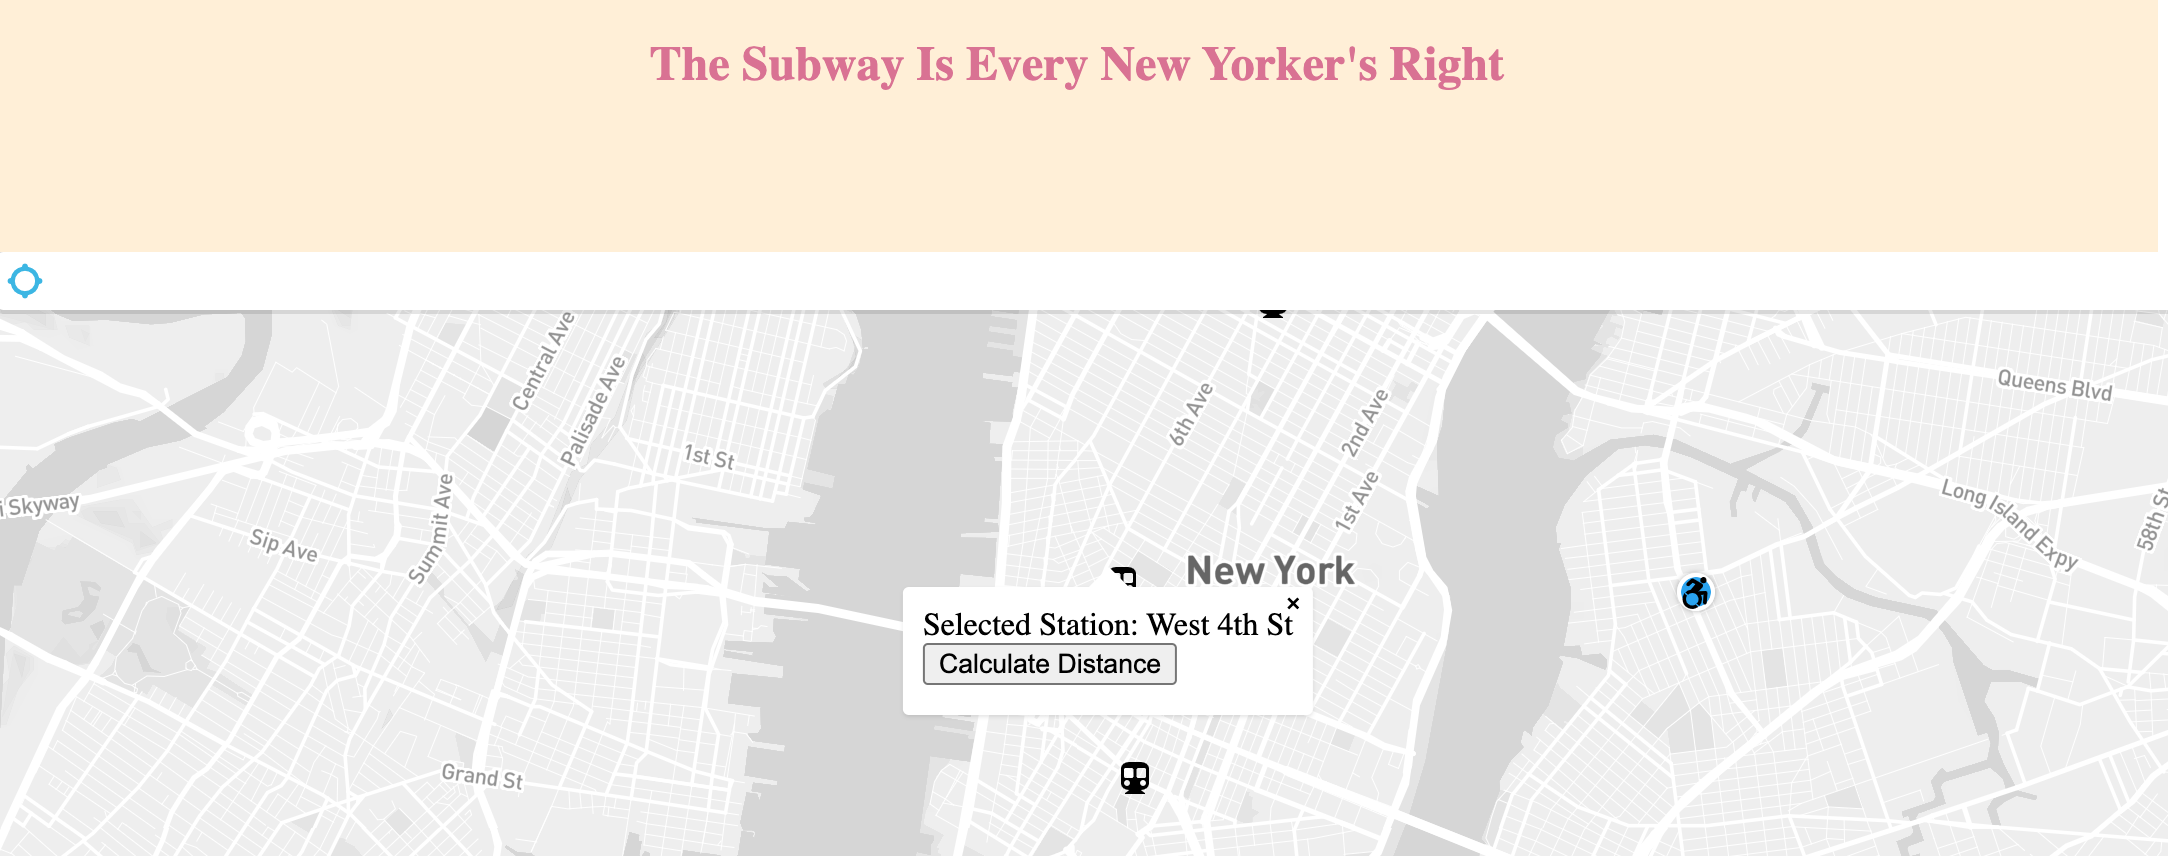 The Subway Is Every New Yorker's Right
Central Ave
Palisade Ave
6th Ave
2nd Ave
Queens Blvd
1st St
Summit Ave
1st Ave
Long Island Expy
58th St
i Skyway
Sip Ave
New York
×
Selected Station: West 4th St
Calculate Distance
Grand St